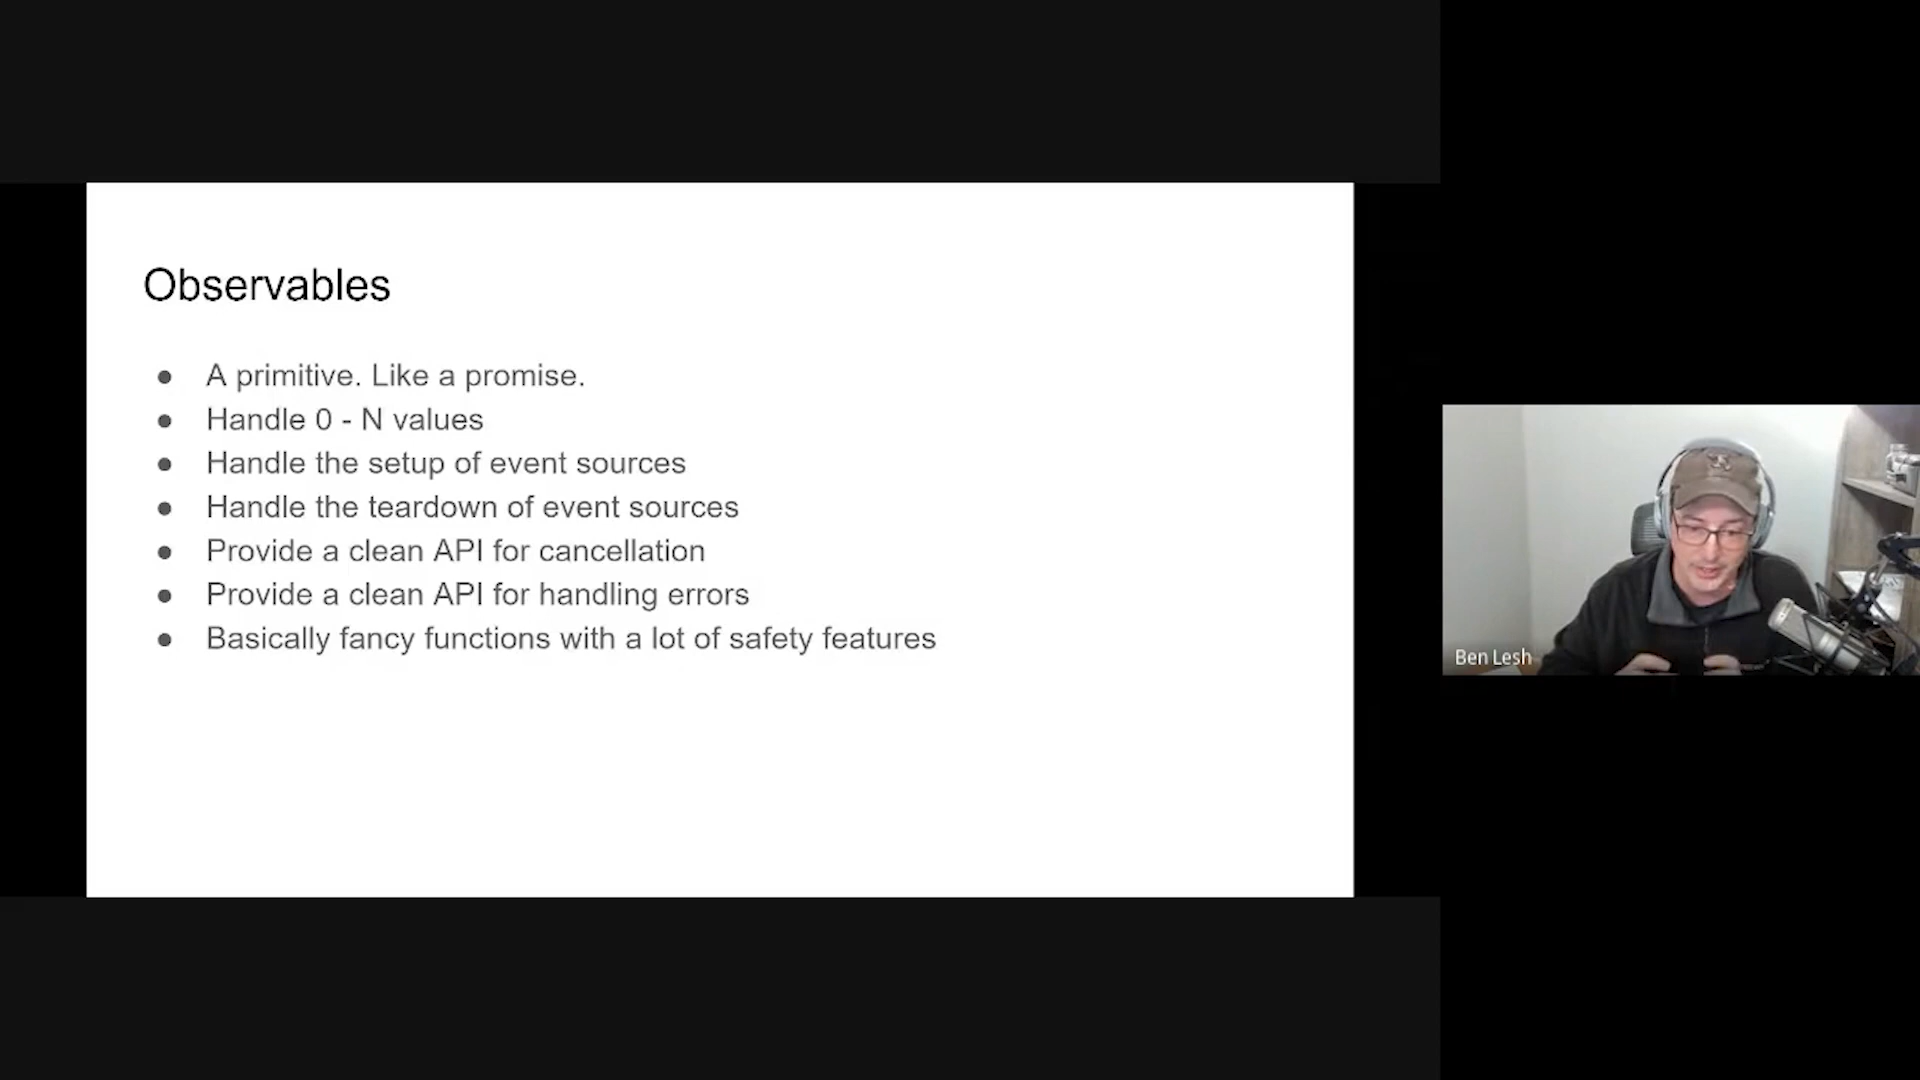 Observables
● A primitive. Like a promise.
● Handle 0 - N values
● Handle the setup of event sources
● Handle the teardown of event sources
● Provide a clean API for cancellation
● Provide a clean API for handling errors
● Basically fancy functions with a lot of safety features
Ben Lesh